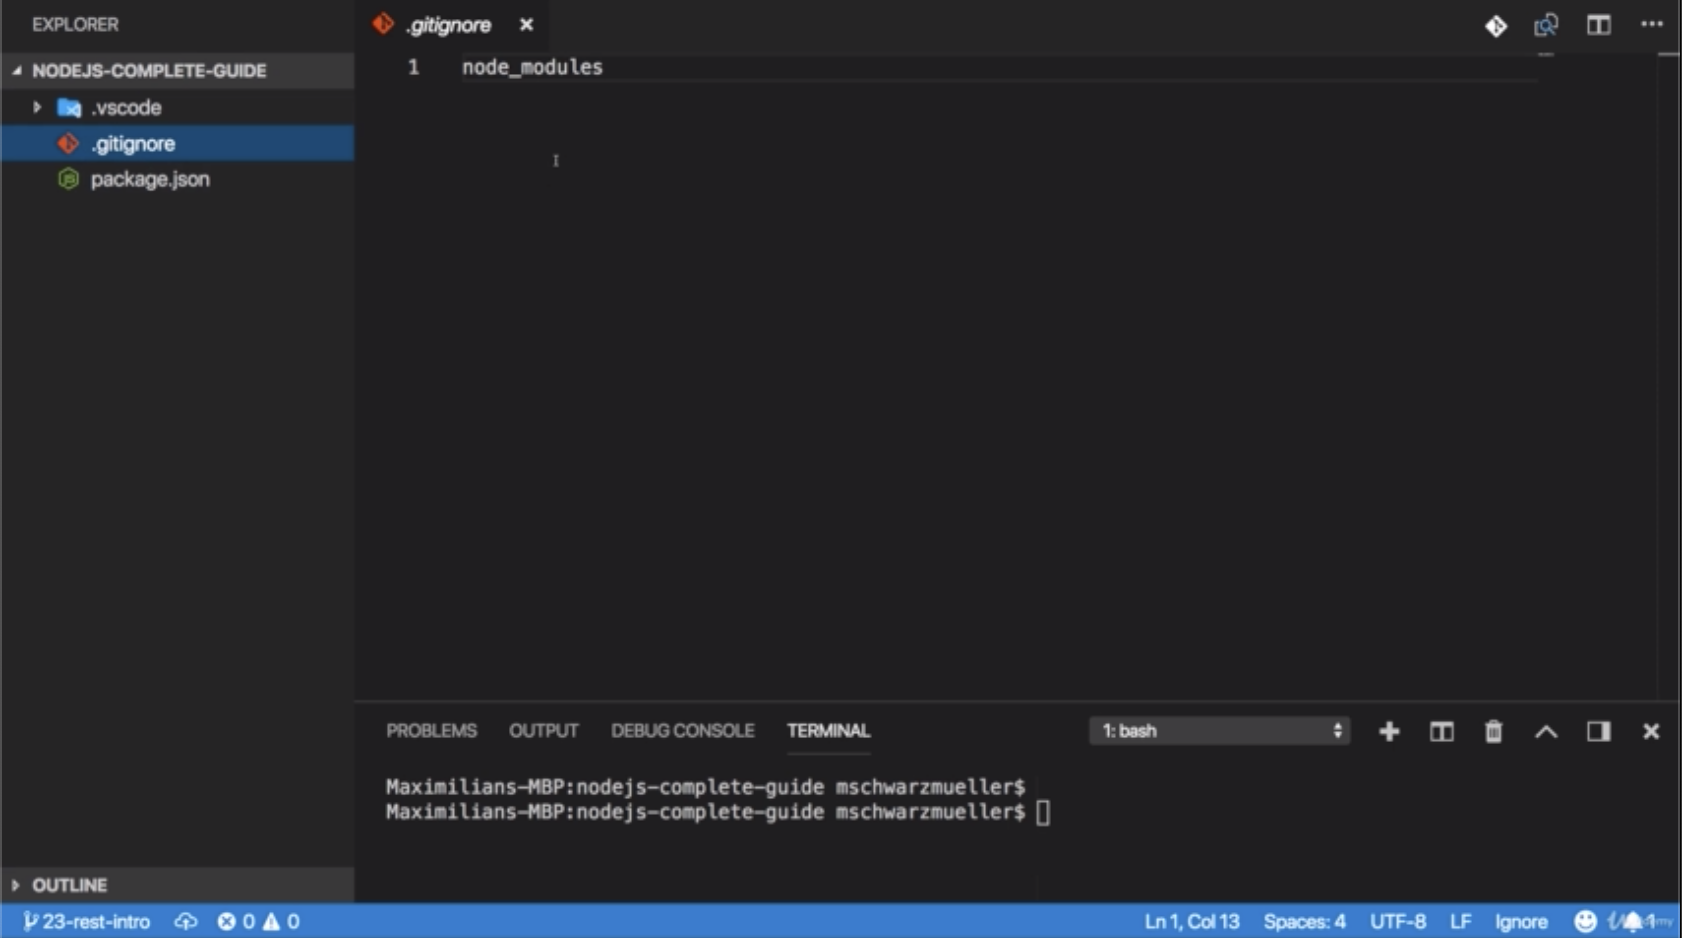 EXPLORER
.gitignore
NODEJS-COMPLETE-GUIDE
.vscode
.gitignore
package.json
1 node_modules
PROBLEMS OUTPUT DEBUG CONSOLE TERMINAL 1: bash
Maximilians-MBP:nodejs-complete-guide mschwarzmueller$
Maximilians-MBP:nodejs-complete-guide mschwarzmueller$
OUTLINE
23-rest-intro 0 0 Ln 1, Col 13 Spaces: 4 UTF-8 LF Ignore 1